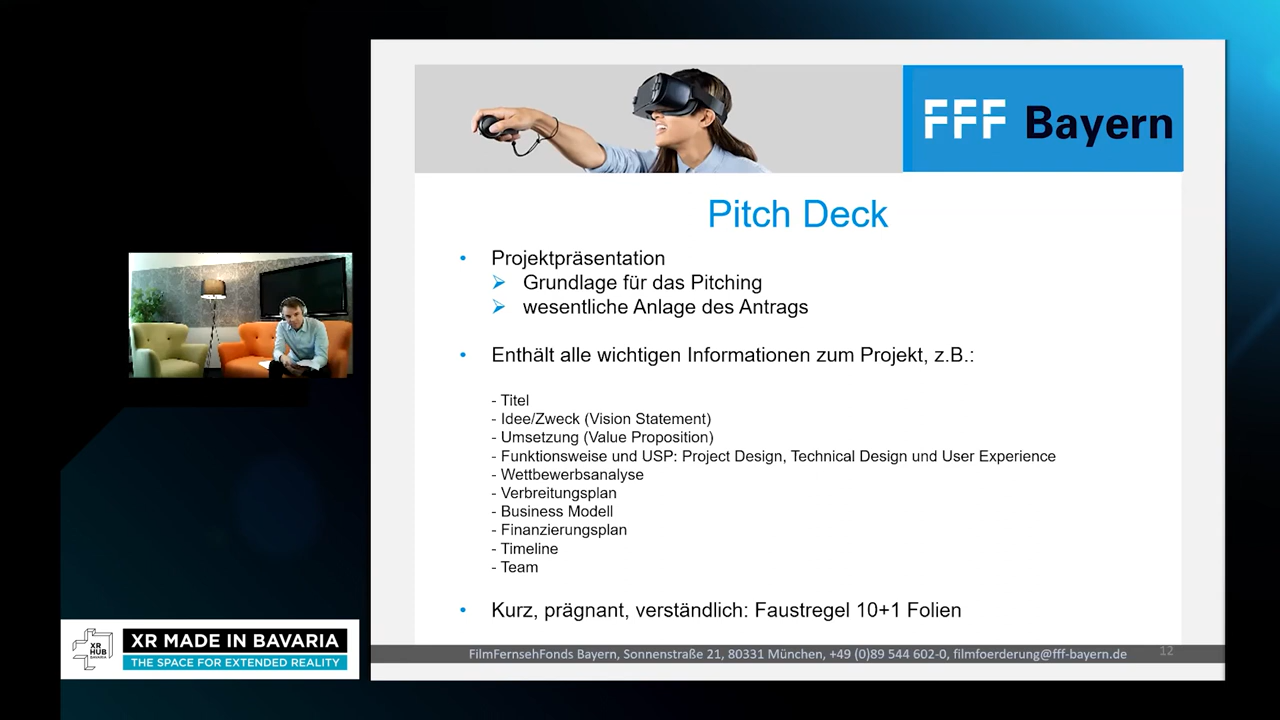 FFF Bayern
Pitch Deck
• Projektpräsentation
➢ Grundlage für das Pitching
➢ wesentliche Anlage des Antrags
• Enthält alle wichtigen Informationen zum Projekt, z.B.:
- Titel
- Idee/Zweck (Vision Statement)
- Umsetzung (Value Proposition)
- Funktionsweise und USP: Project Design, Technical Design und User Experience
- Wettbewerbsanalyse
- Verbreitungsplan
- Business Modell
- Finanzierungsplan
- Timeline
- Team
• Kurz, prägnant, verständlich: Faustregel 10+1 Folien
FilmFernsehFonds Bayern, Sonnenstraße 21, 80331 München, +49 (0)89 544 602-0, filmfoerderung@fff-bayern.de
12
XR
HUB
BAVARIA
XR MADE IN BAVARIA
THE SPACE FOR EXTENDED REALITY